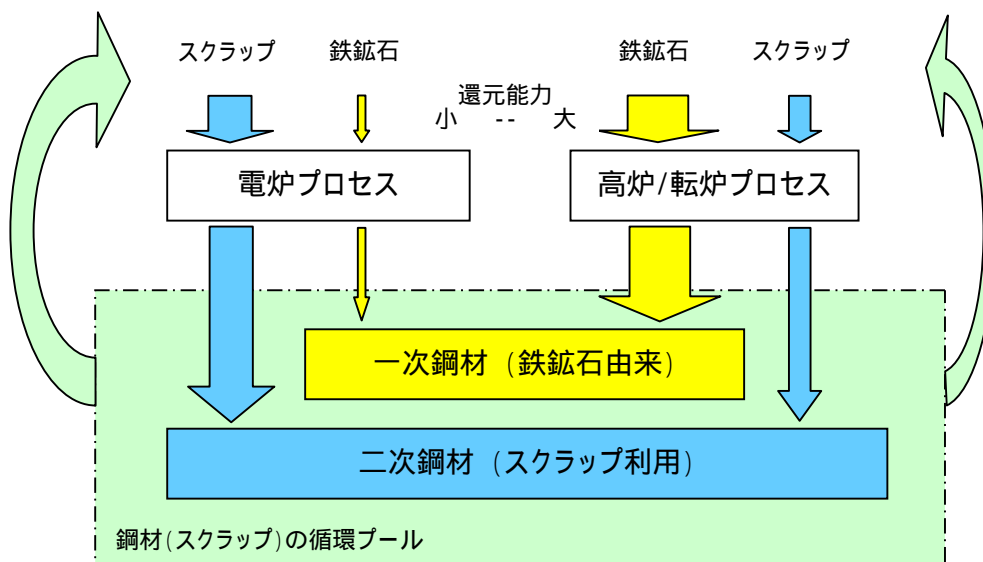 スクラップ 鉄鉱石 鉄鉱石 スクラップ
還元能力
小 -- 大
電炉プロセス 高炉/転炉プロセス
一次鋼材 (鉄鉱石由来)
二次鋼材 (スクラップ利用)
鋼材(スクラップ)の循環プール